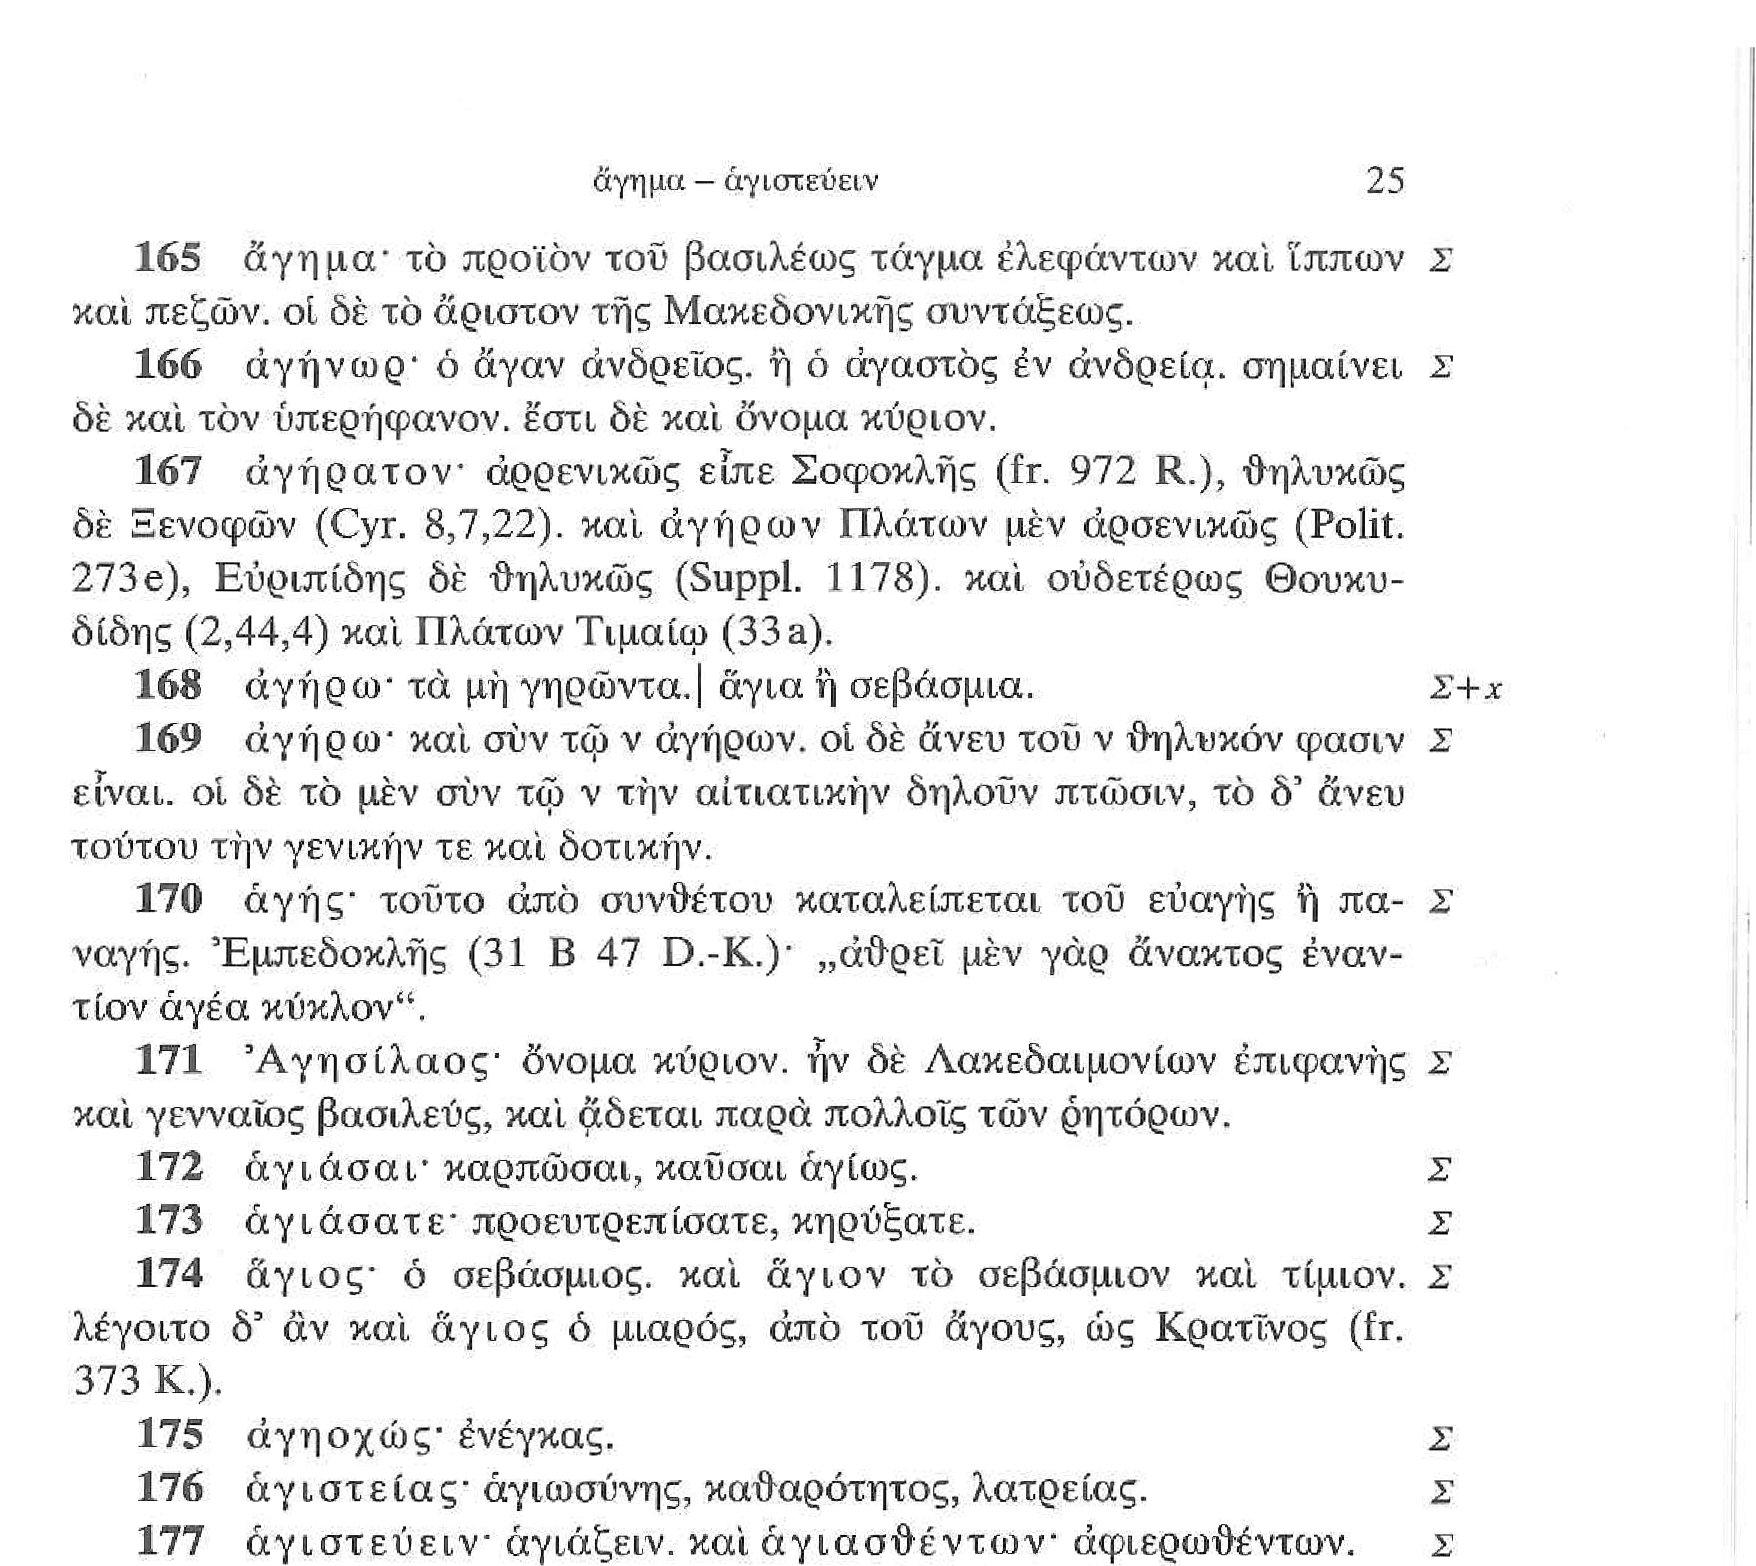 ἄγημα – ἁγιστεύειν 25
165 ἄγημα· τὸ προϊὸν τοῦ βασιλέως τάγμα ἐλεφάντων καὶ ἵππων Σ
καὶ πεζῶν. οἱ δὲ τὸ ἄριστον τῆς Μακεδονικῆς συντάξεως.
166 ἀγήνωρ· ὁ ἄγαν ἀνδρεῖος. ἢ ὁ ἀγαστὸς ἐν ἀνδρείᾳ. σημαίνει Σ
δὲ καὶ τὸν ὑπερήφανον. ἔστι δὲ καὶ ὄνομα κύριον.
167 ἀγήρατον· ἀρρενικῶς εἶπε Σοφοκλῆς (fr. 972 R.), θηλυκῶς
δὲ Ξενοφῶν (Cyr. 8,7,22). καὶ ἀγήρων Πλάτων μὲν ἀρσενικῶς (Polit.
273e), Εὐριπίδης δὲ θηλυκῶς (Suppl. 1178). καὶ οὐδετέρως Θουκυ-
δίδης (2,44,4) καὶ Πλάτων Τιμαίῳ (33a).
168 ἀγήρω· τὰ μὴ γηρῶντα.| ἅγια ἢ σεβάσμια. Σ+x
169 ἀγήρω· καὶ σὺν τῷ ν ἀγήρων. οἱ δὲ ἄνευ τοῦ ν θηλυκόν φασιν Σ
εἶναι. οἱ δὲ τὸ μὲν σὺν τῷ ν τὴν αἰτιατικὴν δηλοῦν πτῶσιν, τὸ δ’ ἄνευ
τούτου τὴν γενικήν τε καὶ δοτικήν.
170 ἁγής· τοῦτο ἀπὸ συνθέτου καταλείπεται τοῦ εὐαγὴς ἢ πα- Σ
ναγής. Ἐμπεδοκλῆς (31 B 47 D.-K.)· „ἀθρεῖ μὲν γὰρ ἄνακτος ἐναν-
τίον ἁγέα κύκλον“.
171 Ἀγησίλαος· ὄνομα κύριον. ἦν δὲ Λακεδαιμονίων ἐπιφανὴς Σ
καὶ γενναῖος βασιλεύς, καὶ ᾄδεται παρὰ πολλοῖς τῶν ῥητόρων.
172 ἁγιάσαι· καρπῶσαι, καῦσαι ἁγίως. Σ
173 ἁγιάσατε· προευτρεπίσατε, κηρύξατε. Σ
174 ἅγιος· ὁ σεβάσμιος. καὶ ἅγιον τὸ σεβάσμιον καὶ τίμιον. Σ
λέγοιτο δ’ ἂν καὶ ἅγιος ὁ μιαρός, ἀπὸ τοῦ ἄγους, ὡς Κρατῖνος (fr.
373 K.).
175 ἀγηοχώς· ἐνέγκας. Σ
176 ἁγιστείας· ἁγιωσύνης, καθαρότητος, λατρείας. Σ
177 ἁγιστεύειν· ἁγιάζειν. καὶ ἁγιασθέντων· ἀφιερωθέντων. Σ